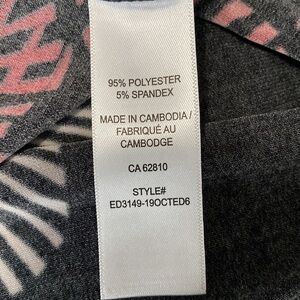 95% POLYESTER
5% SPANDEX
MADE IN CAMBODIA /
FABRIQUÉ AU
CAMBODGE
CA 62810
STYLE#
ED3149-19OCTED6